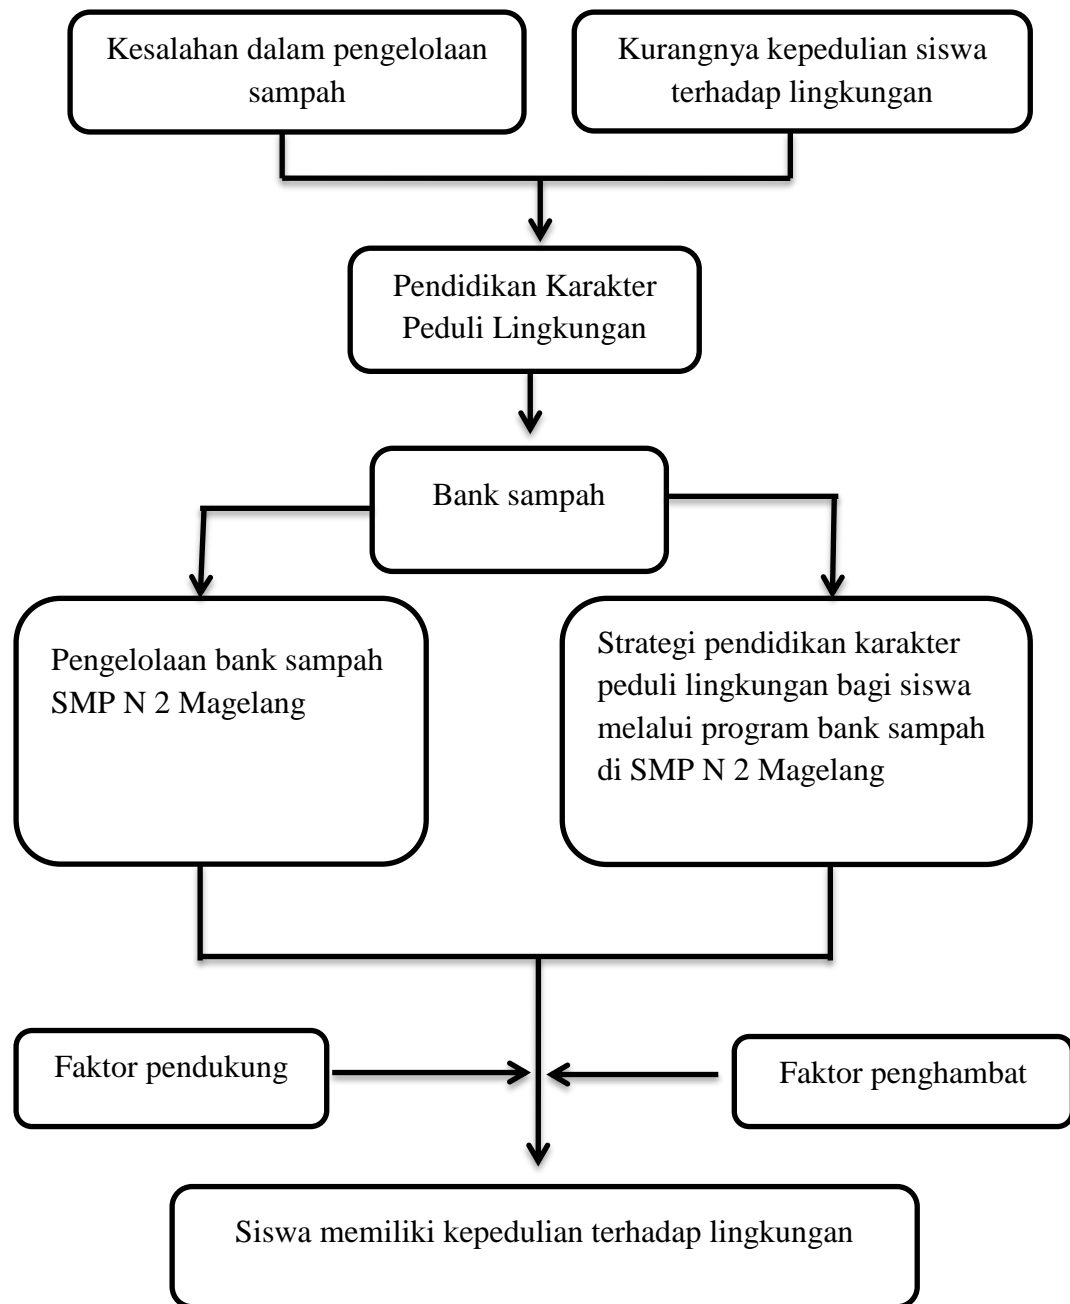 Kesalahan dalam pengelolaan
sampah
Kurangnya kepedulian siswa
terhadap lingkungan
Pendidikan Karakter
Peduli Lingkungan
Bank sampah
Pengelolaan bank sampah
SMP N 2 Magelang
Strategi pendidikan karakter
peduli lingkungan bagi siswa
melalui program bank sampah
di SMP N 2 Magelang
Faktor pendukung
Faktor penghambat
Siswa memiliki kepedulian terhadap lingkungan